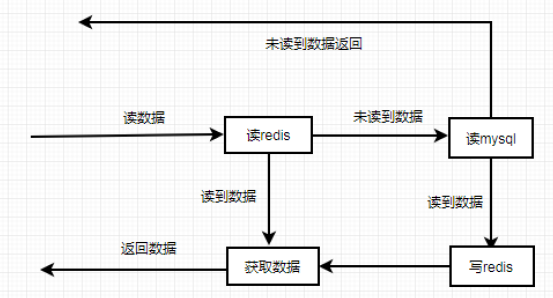 未读到数据返回
读数据
读redis
未读到数据
读mysql
读到数据
读到数据
返回数据
获取数据
写redis